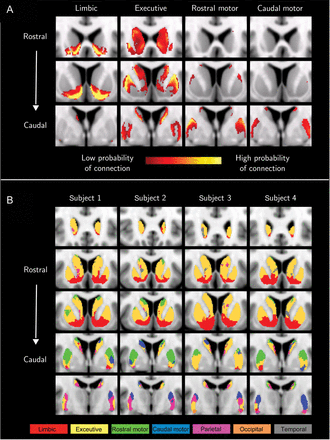 A
Limbic Executive Rostral motor Caudal motor
Rostral
Caudal
Low probability of connection
High probability of connection
B
Subject 1 Subject 2 Subject 3 Subject 4
Rostral
Caudal
Limbic Executive Rostral motor Caudal motor Parietal Occipital Temporal